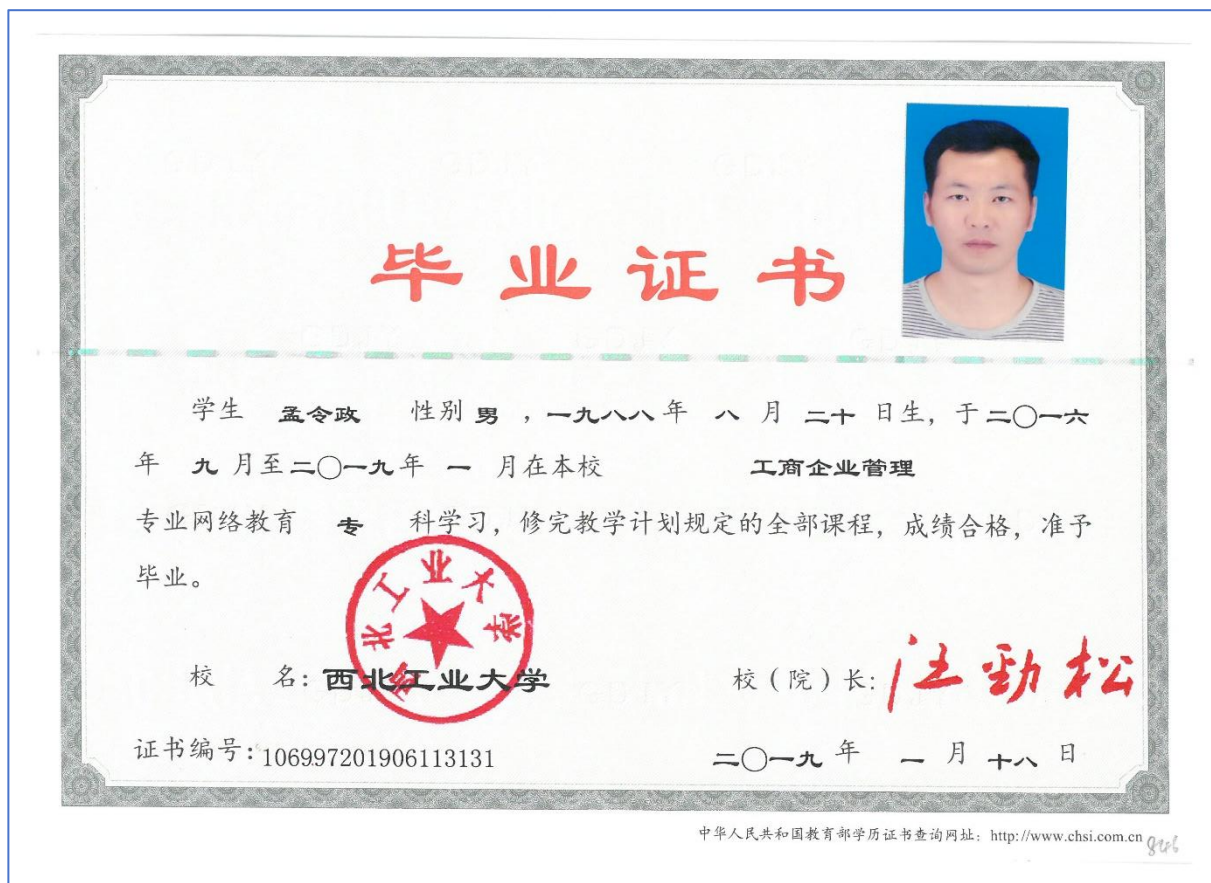 毕业证书
学生 孟令政 性别 男 ，一九八八年 八 月 二十 日生，于二〇一六
年 九 月至二〇一九年 一 月在本校 工商企业管理
专业网络教育 专 科学习，修完教学计划规定的全部课程，成绩合格，准予
毕业。
西北工业大学
校 名：西北工业大学 校（院）长：汪劲松
证书编号：106997201906113131 二〇一九 年 一 月 十八 日
中华人民共和国教育部学历证书查询网址：http://www.chsi.com.cn